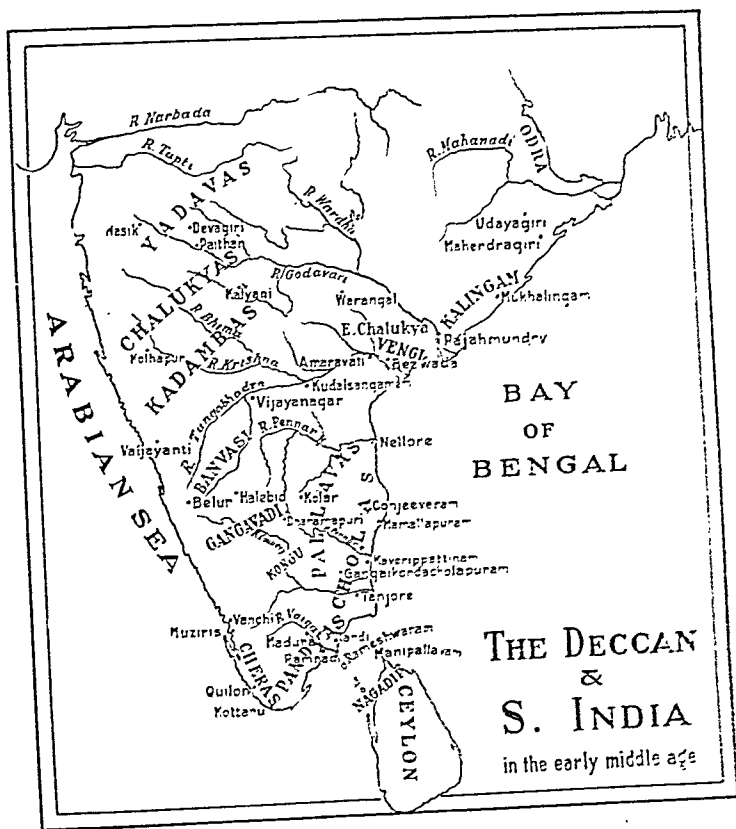 R. Narbada
R. Tapti
R. Mahanadi
ODRA
YADAVAS
R. Wardha
Nasik
Devagiri
Paithan
Udayagiri
Maherdragiri
CHALUKYAS
R. Godavari
Kalyani
Warangal
KALINGAM
Mukhalingam
R. Bhima
E. Chalukya
VENGI
Rajahmundry
KADAMBAS
Kolhapur
R. Krishna
Amaravati
Bezwada
Kudalsangam
R. Tungabhadra
Vijayanagar
ARABIAN SEA
BAY
OF
BENGAL
Vaijayanti
BANVASI
R. Pennar
Nellore
Belur
Halebid
Kolar
PALLAVAS
Conjeeveram
GANGAVADI
Dharamapuri
Mamallapuram
KONGU
CHOLAS
Kaverippattinam
Gangaikondacholapuram
Tanjore
Muziris
Vanchi
R. Vaigai
Madura
Rameshwaram
Manipallavam
CHERAS
PANDYAS
Ramnad
Quilon
Kottaru
NAGADIPA
CEYLON
THE DECCAN
&
S. INDIA
in the early middle age